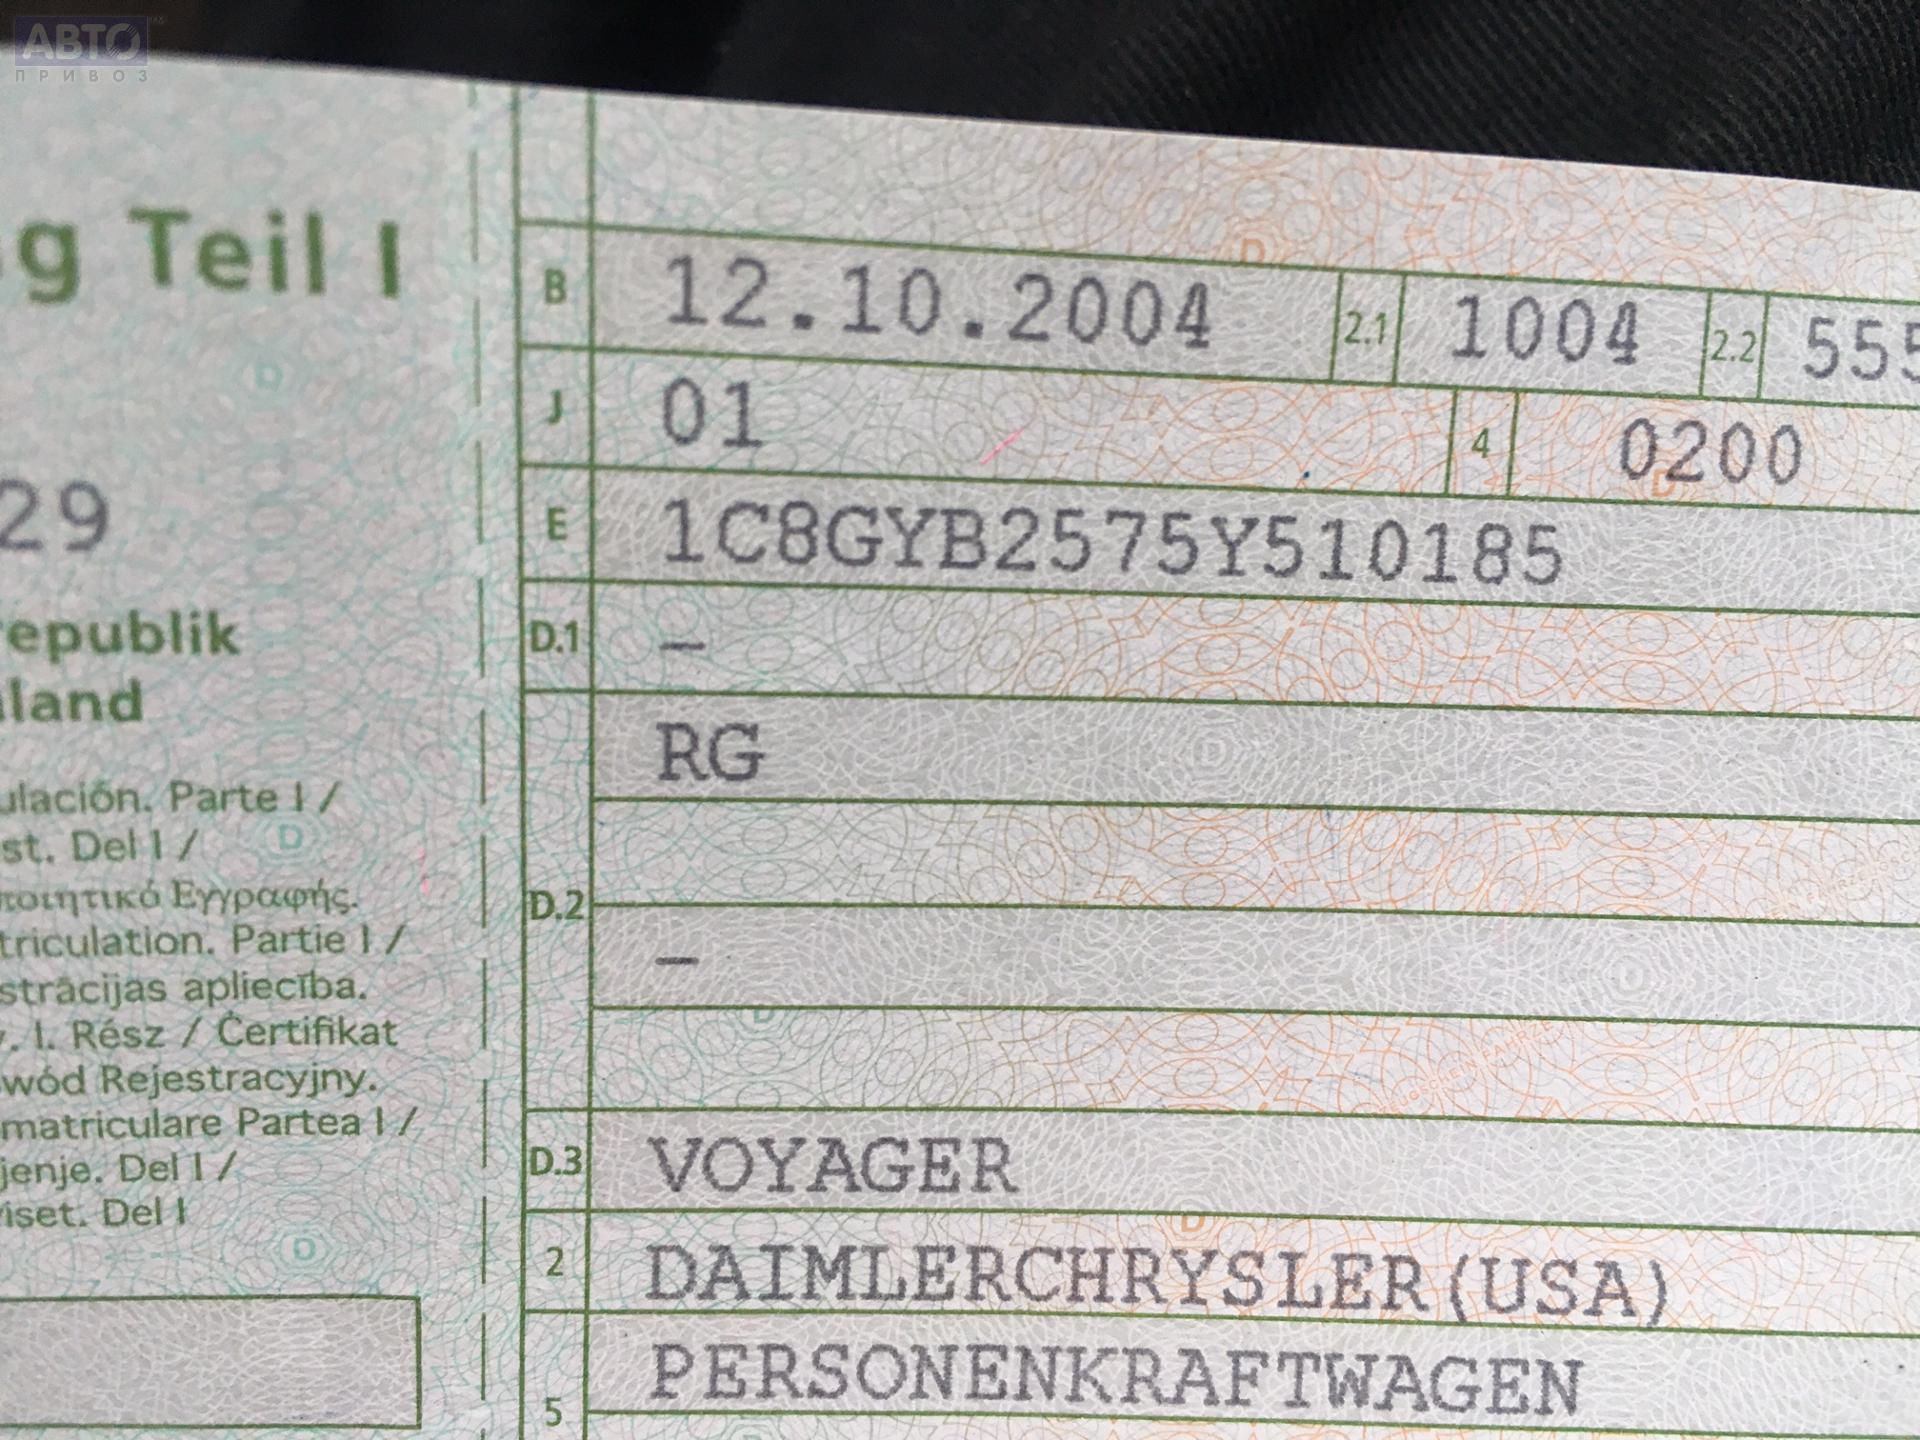 АВТО
ПРИВОЗ
g Teil I
29
republik
land
ulación. Parte I /
st. Del I /
ποιητικό Εγγραφής.
triculation. Partie I /
strācijas apliecība.
. I. Rész / Ċertifikat
wód Rejestracyjny.
matriculare Partea I /
jenje. Del I /
iset. Del I
B 12.10.2004 2.1 1004 2.2 555
J 01 4 0200
E 1C8GYB2575Y510185
D.1 –
RG
D.2
–
D.3 VOYAGER
2 DAIMLERCHRYSLER(USA)
5 PERSONENKRAFTWAGEN